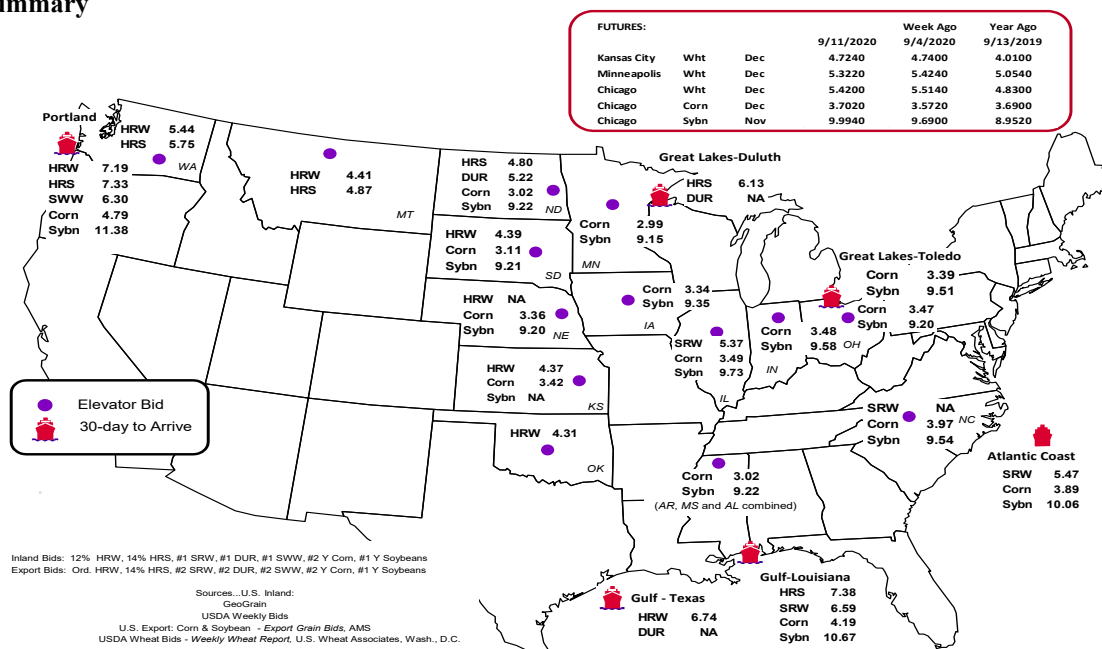 ummary
FUTURES: Week Ago Year Ago
9/11/2020 9/4/2020 9/13/2019
Kansas City Wht Dec 4.7240 4.7400 4.0100
Minneapolis Wht Dec 5.3220 5.4240 5.0540
Chicago Wht Dec 5.4200 5.5140 4.8300
Chicago Corn Dec 3.7020 3.5720 3.6900
Chicago Sybn Nov 9.9940 9.6900 8.9520
Portland
HRW 5.44
HRS 5.75
WA
HRW 7.19
HRS 7.33
SWW 6.30
Corn 4.79
Sybn 11.38
HRW 4.41
HRS 4.87
MT
HRS 4.80
DUR 5.22
Corn 3.02
Sybn 9.22
ND
HRW 4.39
Corn 3.11
Sybn 9.21
SD
HRW NA
Corn 3.36
Sybn 9.20
NE
HRW 4.37
Corn 3.42
Sybn NA
KS
HRW 4.31
OK
Corn 2.99
Sybn 9.15
MN
Great Lakes-Duluth
HRS 6.13
DUR NA
Corn 3.34
Sybn 9.35
IA
SRW 5.37
Corn 3.49
Sybn 9.73
IL
Corn 3.48
Sybn 9.58
IN
Great Lakes-Toledo
Corn 3.39
Sybn 9.51
Corn 3.47
Sybn 9.20
OH
SRW NA
Corn 3.97
Sybn 9.54
NC
Atlantic Coast
SRW 5.47
Corn 3.89
Sybn 10.06
Corn 3.02
Sybn 9.22
(AR, MS and AL combined)
Gulf-Louisiana
HRS 7.38
SRW 6.59
Corn 4.19
Sybn 10.67
Gulf - Texas
HRW 6.74
DUR NA
Elevator Bid
30-day to Arrive
Inland Bids: 12% HRW, 14% HRS, #1 SRW, #1 DUR, #1 SWW, #2 Y Corn, #1 Y Soybeans
Export Bids: Ord. HRW, 14% HRS, #2 SRW, #2 DUR, #2 SWW, #2 Y Corn, #1 Y Soybeans
Sources...U.S. Inland:
GeoGrain
USDA Weekly Bids
U.S. Export: Corn & Soybean - Export Grain Bids, AMS
USDA Wheat Bids - Weekly Wheat Report, U.S. Wheat Associates, Wash., D.C.